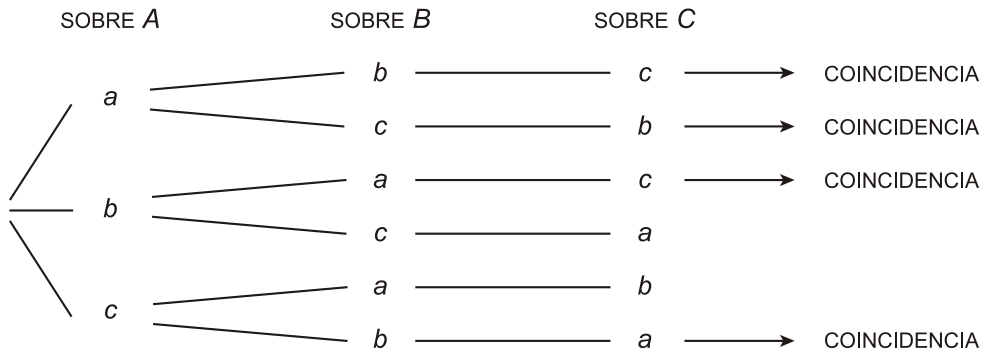 SOBRE A SOBRE B SOBRE C
b c COINCIDENCIA
a
c b COINCIDENCIA
a c COINCIDENCIA
b
c a
a b
c
b a COINCIDENCIA